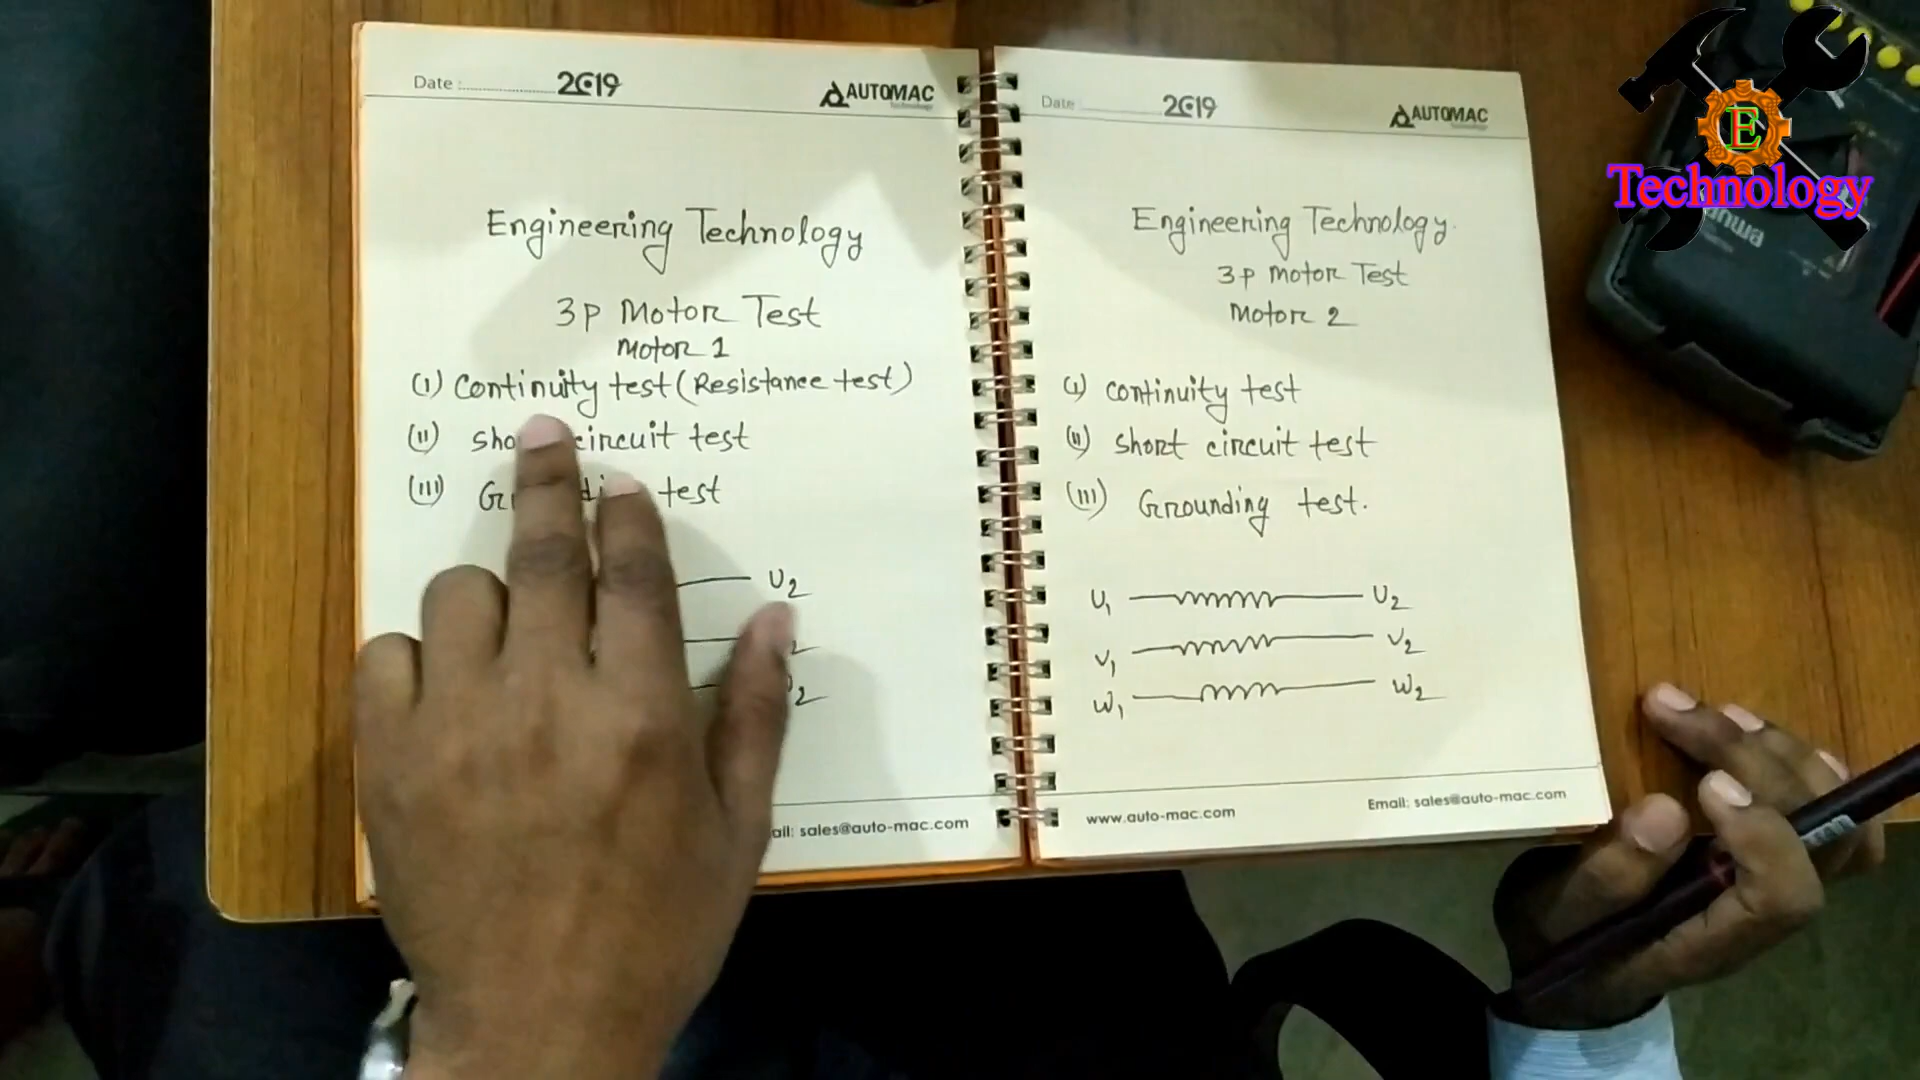 Date : 2019 AUTOMAC
Engineering Technology
3p Motor Test
Motor 1
(I) Continuity test (Resistance test)
(II) circuit test
(III) test
U2
sales@auto-mac.com
Date 2019 AUTOMAC
Engineering Technology.
3p Motor Test
Motor 2
(I) Continuity test
(II) Short circuit test
(III) Grounding test.
U1 U2
V1 V2
W1 W2
www.auto-mac.com Email: sales@auto-mac.com
E
Technology